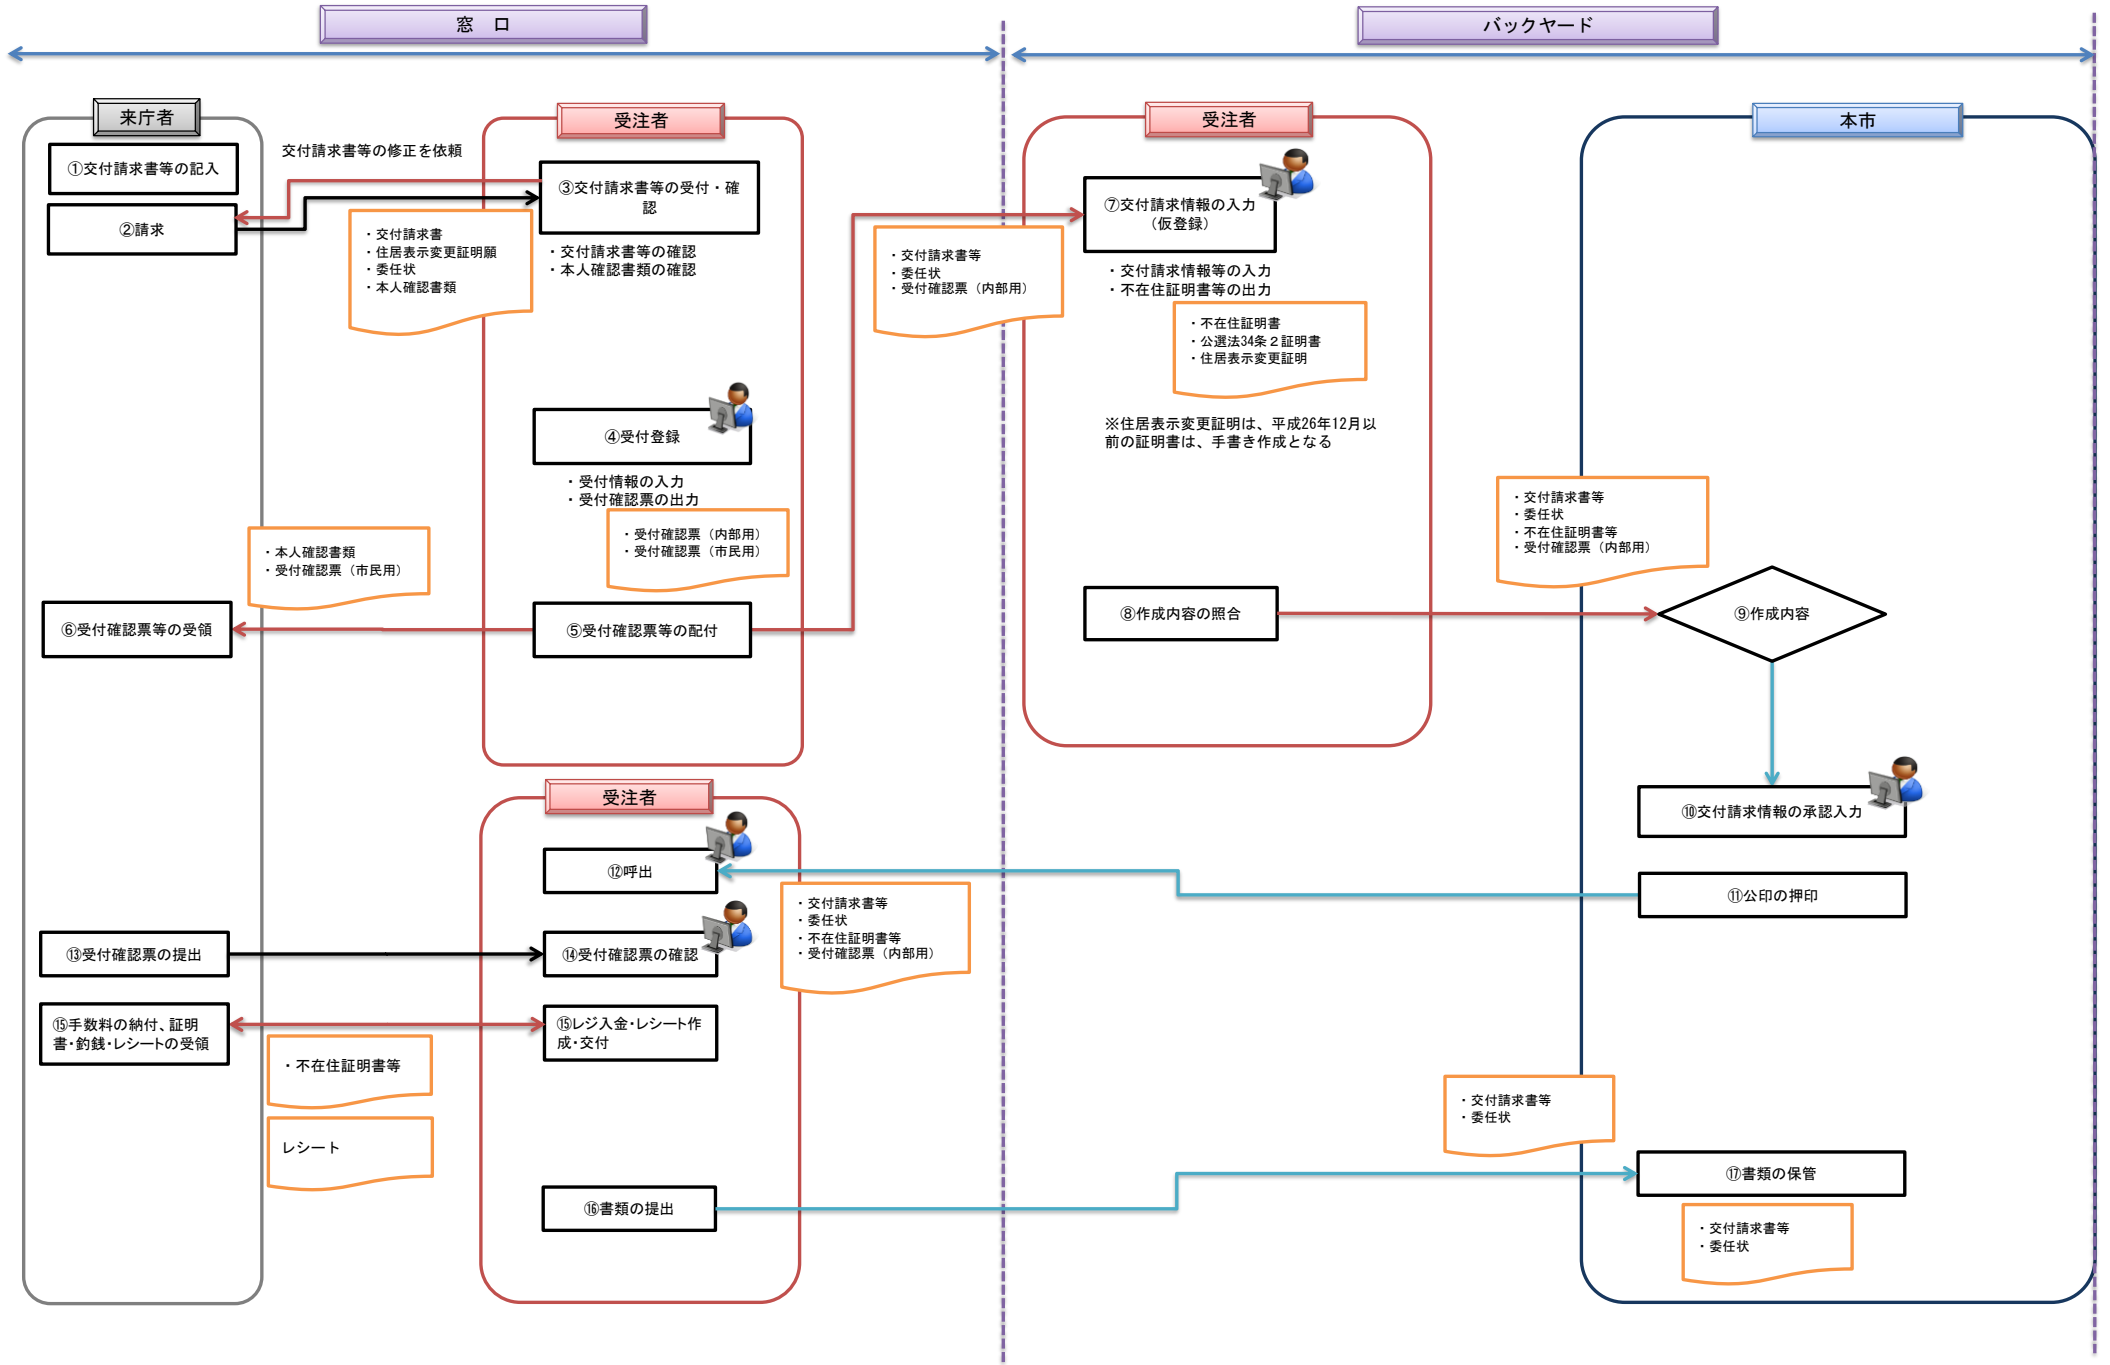 窓　口
バックヤード
来庁者
受注者
受注者
本市
①交付請求書等の記入
交付請求書等の修正を依頼
②請求
③交付請求書等の受付・確
認
・交付請求書
・住居表示変更証明願
・委任状
・本人確認書類
・交付請求書等の確認
・本人確認書類の確認
・交付請求書等
・委任状
・受付確認票（内部用）
⑦交付請求情報の入力
（仮登録）
・交付請求情報等の入力
・不在住証明書等の出力
・不在住証明書
・公選法34条２証明書
・住居表示変更証明
※住居表示変更証明は、平成26年12月以
前の証明書は、手書き作成となる
④受付登録
・受付情報の入力
・受付確認票の出力
・受付確認票（内部用）
・受付確認票（市民用）
・本人確認書類
・受付確認票（市民用）
・交付請求書等
・委任状
・不在住証明書等
・受付確認票（内部用）
⑥受付確認票等の受領
⑤受付確認票等の配付
⑧作成内容の照合
⑨作成内容
受注者
⑩交付請求情報の承認入力
⑫呼出
⑪公印の押印
・交付請求書等
・委任状
・不在住証明書等
・受付確認票（内部用）
⑬受付確認票の提出
⑭受付確認票の確認
⑮手数料の納付、証明
書・釣銭・レシートの受領
⑮レジ入金・レシート作
成・交付
・不在住証明書等
レシート
・交付請求書等
・委任状
⑯書類の提出
⑰書類の保管
・交付請求書等
・委任状